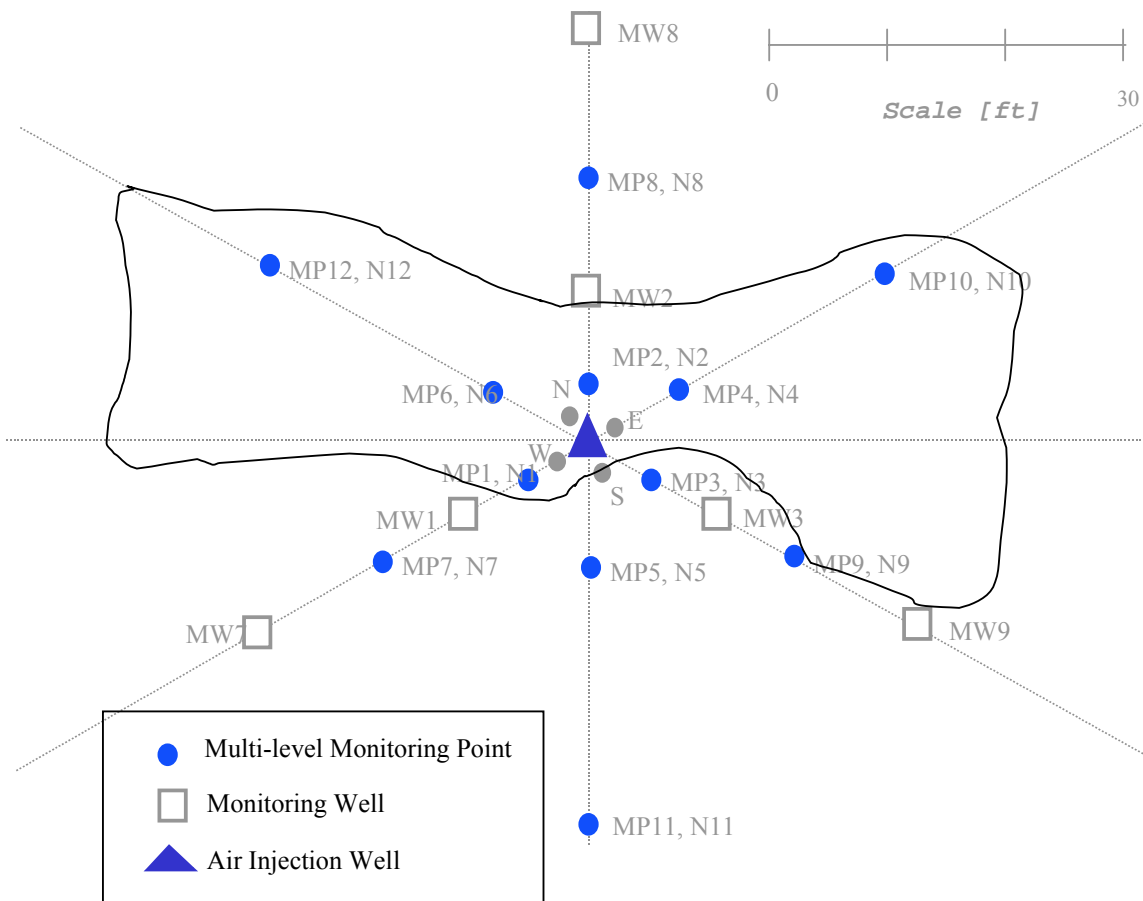 MW8
0
30
Scale [ft]
MP8, N8
MP12, N12
MP10, N10
MW2
MP2, N2
MP6, N6
N
MP4, N4
E
W
MP1, N1
S
MP3, N3
MW1
MW3
MP7, N7
MP5, N5
MP9, N9
MW7
MW9
Multi-level Monitoring Point
Monitoring Well
MP11, N11
Air Injection Well